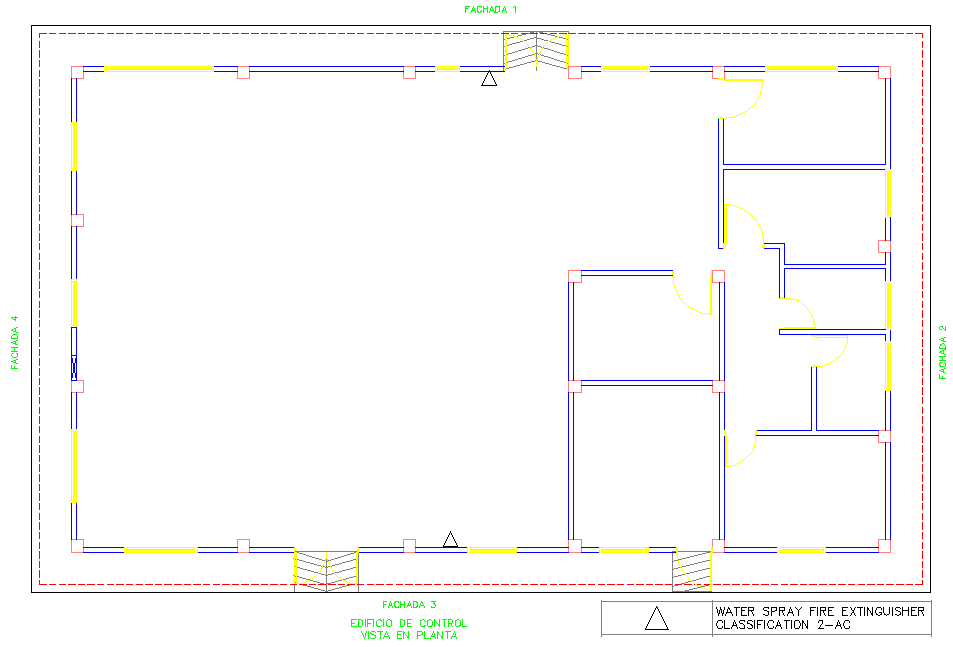 FACHADA 1
FACHADA 4
FACHADA 2
FACHADA 3
EDIFICIO DE CONTROL
VISTA EN PLANTA
WATER SPRAY FIRE EXTINGUISHER
CLASSIFICATION 2-AC